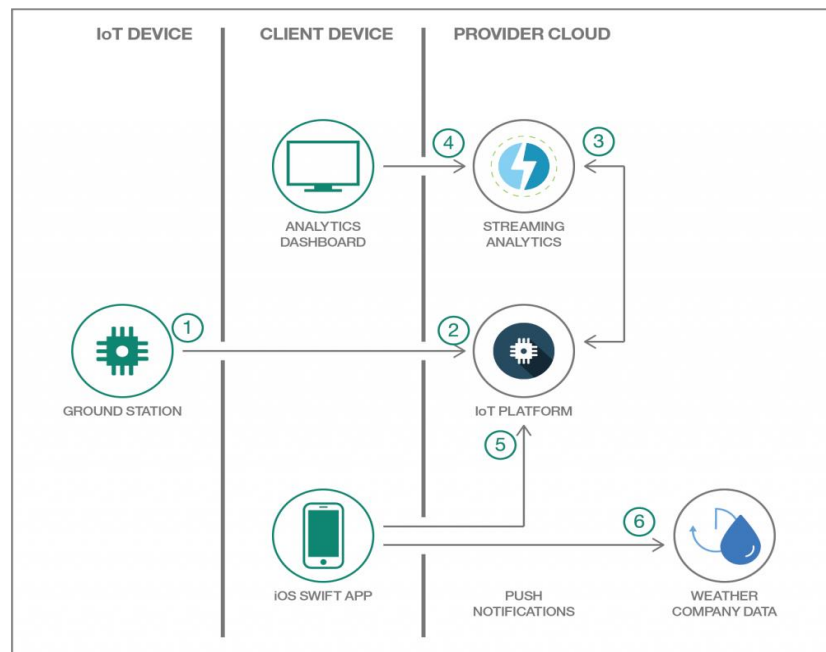 IoT DEVICE
CLIENT DEVICE
PROVIDER CLOUD
4
3
ANALYTICS
DASHBOARD
STREAMING
ANALYTICS
1
2
GROUND STATION
IoT PLATFORM
5
6
iOS SWIFT APP
PUSH
NOTIFICATIONS
WEATHER
COMPANY DATA